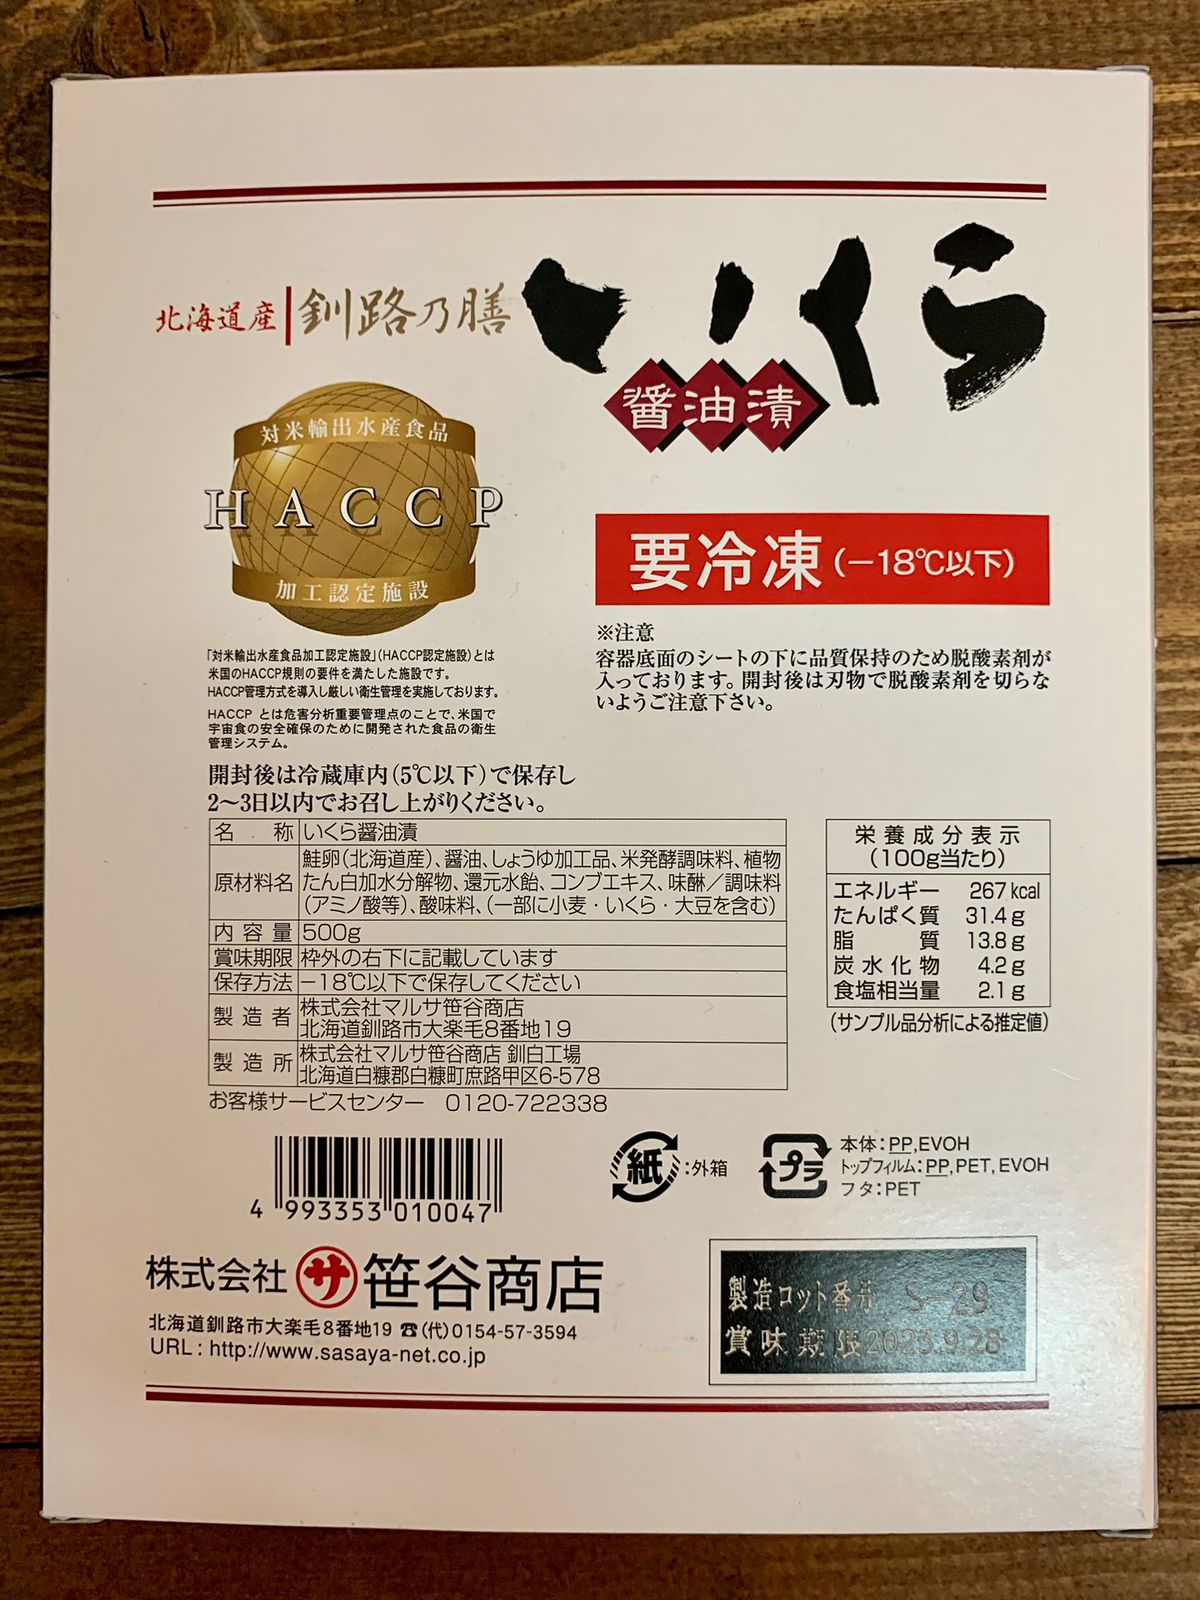 北海道産 釧路乃膳 いくら
醤油漬
対米輸出水産食品
HACCP
加工認定施設
要冷凍(−18℃以下)
※注意
容器底面のシートの下に品質保持のため脱酸素剤が
入っております。開封後は刃物で脱酸素剤を切らな
いようご注意下さい。
「対米輸出水産食品加工認定施設」(HACCP認定施設)とは
米国のHACCP規則の要件を満たした施設です。
HACCP管理方式を導入し厳しい衛生管理を実施しております。
HACCP とは危害分析重要管理点のことで、米国で
宇宙食の安全確保のために開発された食品の衛生
管理システム。
開封後は冷蔵庫内(5℃以下)で保存し
2〜3日以内でお召し上がりください。
名 称 いくら醤油漬
原材料名 鮭卵(北海道産)、醤油、しょうゆ加工品、米発酵調味料、植物
たん白加水分解物、還元水飴、コンブエキス、味醂/調味料
(アミノ酸等)、酸味料、(一部に小麦・いくら・大豆を含む)
内容量 500g
賞味期限 枠外の右下に記載しています
保存方法 −18℃以下で保存してください
製造者 株式会社マルサ笹谷商店
北海道釧路市大楽毛8番地19
製造所 株式会社マルサ笹谷商店 釧白工場
北海道白糠郡白糠町庶路甲区6-578
お客様サービスセンター 0120-722338
栄養成分表示
(100g当たり)
エネルギー 267kcal
たんぱく質 31.4g
脂質 13.8g
炭水化物 4.2g
食塩相当量 2.1g
(サンプル品分析による推定値)
4 993353 010047
紙:外箱
プラ
本体:PP,EVOH
トップフィルム:PP,PET,EVOH
フタ:PET
株式会社 サ 笹谷商店
北海道釧路市大楽毛8番地19 ☎(代)0154-57-3594
URL:http://www.sasaya-net.co.jp
製造ロット番号 S-29
賞味期限 2023.9.28